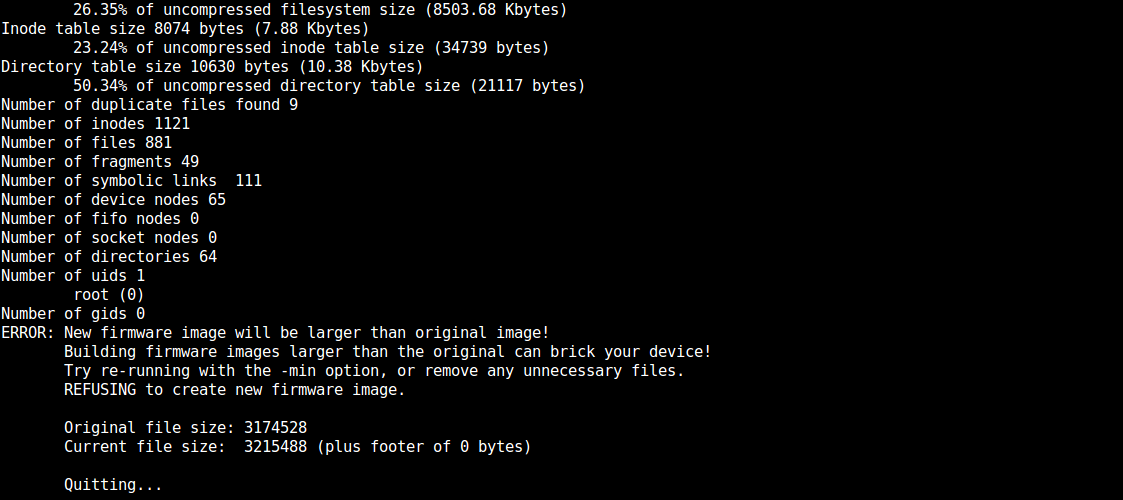 26.35% of uncompressed filesystem size (8503.68 Kbytes)
Inode table size 8074 bytes (7.88 Kbytes)
23.24% of uncompressed inode table size (34739 bytes)
Directory table size 10630 bytes (10.38 Kbytes)
50.34% of uncompressed directory table size (21117 bytes)
Number of duplicate files found 9
Number of inodes 1121
Number of files 881
Number of fragments 49
Number of symbolic links  111
Number of device nodes 65
Number of fifo nodes 0
Number of socket nodes 0
Number of directories 64
Number of uids 1
root (0)
Number of gids 0
ERROR: New firmware image will be larger than original image!
Building firmware images larger than the original can brick your device!
Try re-running with the -min option, or remove any unnecessary files.
REFUSING to create new firmware image.
Original file size: 3174528
Current file size:  3215488 (plus footer of 0 bytes)
Quitting...